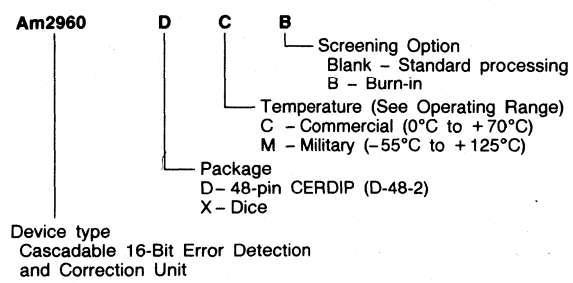 Am2960 D C B
Screening Option
Blank – Standard processing
B – Burn-in
Temperature (See Operating Range)
C – Commercial (0°C to +70°C)
M – Military (–55°C to +125°C)
Package
D– 48-pin CERDIP (D-48-2)
X – Dice
Device type
Cascadable 16-Bit Error Detection
and Correction Unit